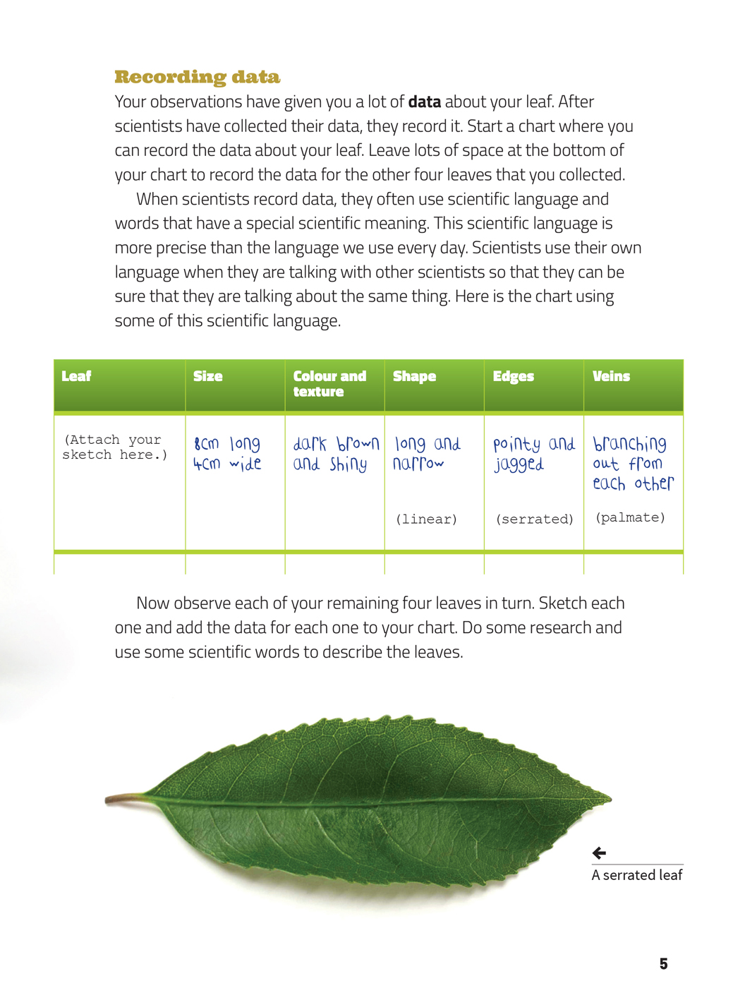 Recording data
Your observations have given you a lot of data about your leaf. After
scientists have collected their data, they record it. Start a chart where you
can record the data about your leaf. Leave lots of space at the bottom of
your chart to record the data for the other four leaves that you collected.
When scientists record data, they often use scientific language and
words that have a special scientific meaning. This scientific language is
more precise than the language we use every day. Scientists use their own
language when they are talking with other scientists so that they can be
sure that they are talking about the same thing. Here is the chart using
some of this scientific language.
Leaf
Size
Colour and
texture
Shape
Edges
Veins
(Attach your
sketch here.)
8cm long
4cm wide
dark brown
and shiny
long and
narrow
(linear)
pointy and
jagged
(serrated)
branching
out from
each other
(palmate)
Now observe each of your remaining four leaves in turn. Sketch each
one and add the data for each one to your chart. Do some research and
use some scientific words to describe the leaves.
A serrated leaf
5